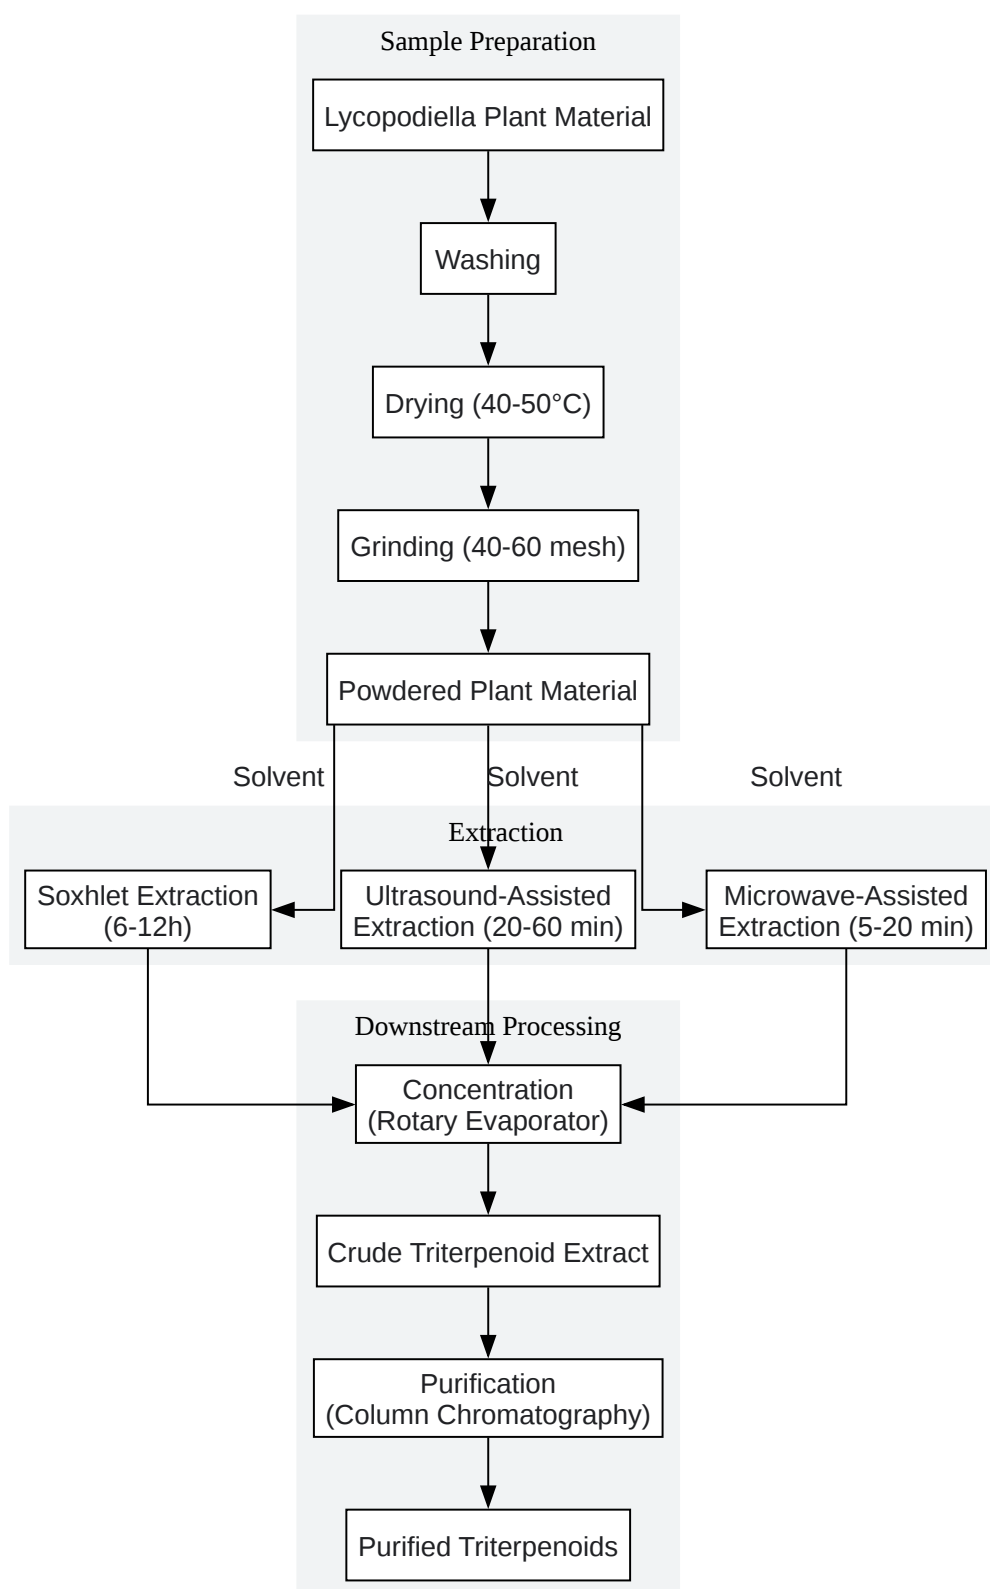 Sample Preparation
Lycopodiella Plant Material
Washing
Drying (40-50°C)
Grinding (40-60 mesh)
Powdered Plant Material
Solvent
Solvent
Solvent
Extraction
Soxhlet Extraction
(6-12h)
Ultrasound-Assisted
Extraction (20-60 min)
Microwave-Assisted
Extraction (5-20 min)
Downstream Processing
Concentration
(Rotary Evaporator)
Crude Triterpenoid Extract
Purification
(Column Chromatography)
Purified Triterpenoids